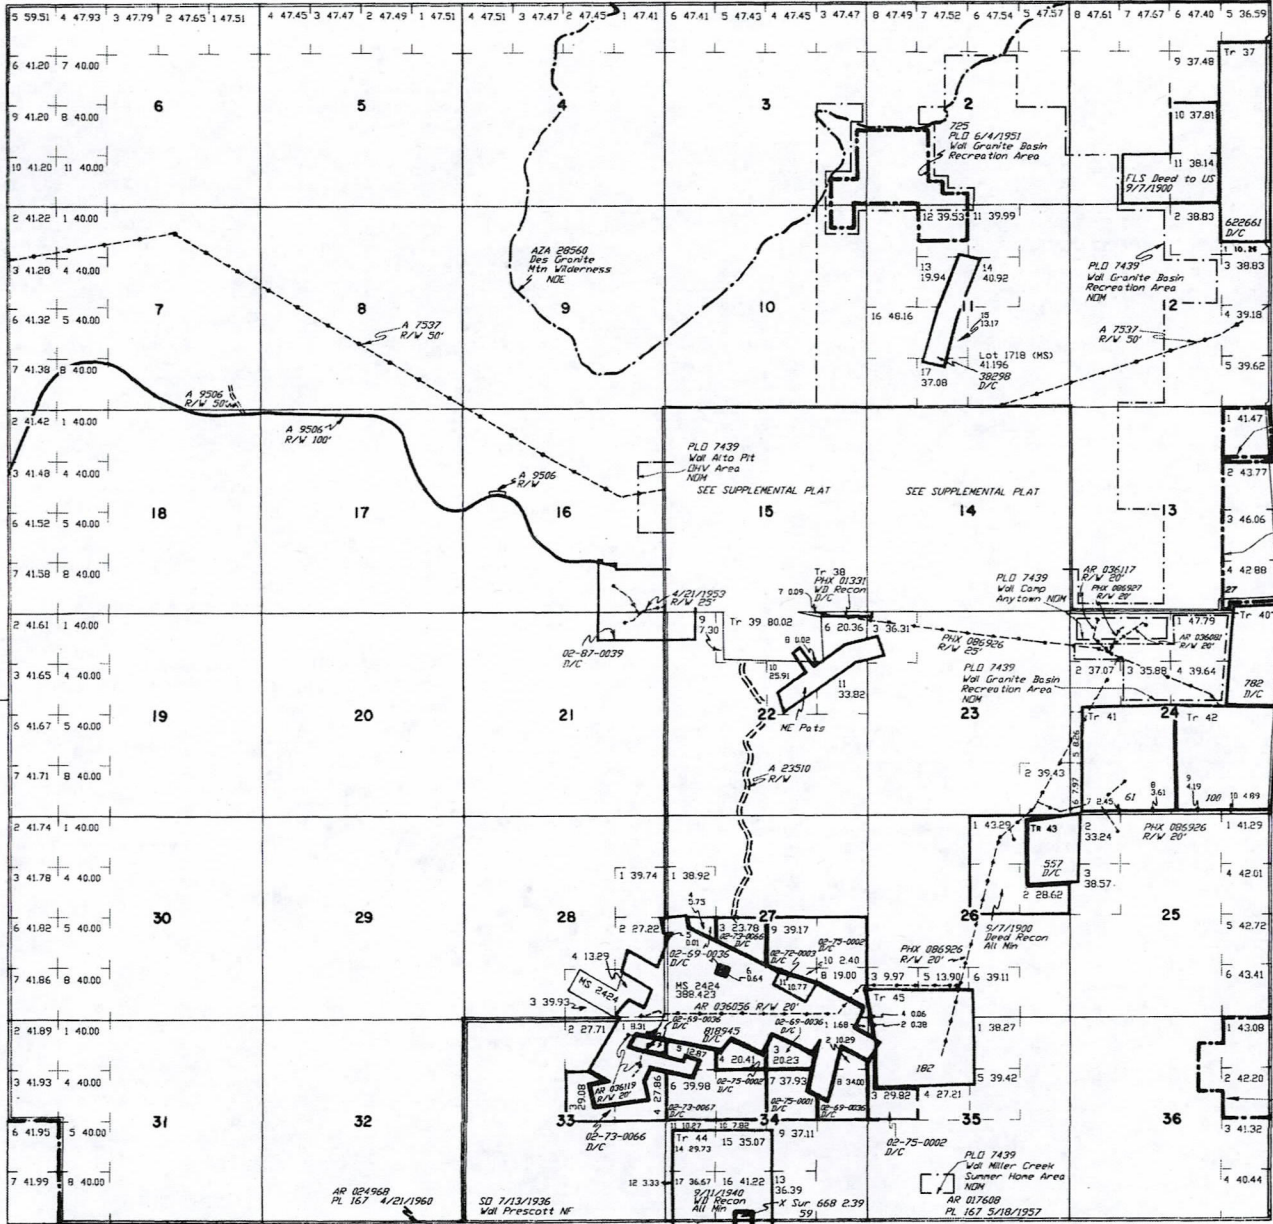 5 59.51 4 47.93 3 47.79 2 47.65 1 47.51 5 47.45 4 47.43 3 47.47 2 47.49 1 47.51 4 47.51 3 47.47 2 47.45 1 47.41 6 47.41 5 47.45 4 47.45 3 47.47 8 47.49 7 47.52 6 47.54 5 47.57 8 47.61 7 47.67 6 47.40 5 36.59
6 41.20 7 40.00
9 41.20 8 40.00
10 41.20 11 40.00
6
5
4
3
2
725
PLO 6/4/1951
Wdl Granite Basin
Recreation Area
9 37.48
10 37.81
11 38.14
Tr 37
FLS Deed to US
9/7/1900
622661
D/C
2 41.22 1 40.00
3 41.28 4 40.00
6 41.32 5 40.00
7 41.38 8 40.00
7
8
9
10
11
12
AZA 28560
Des Granite
Mtn Wilderness
NOE
A 7537
R/W 50'
12 39.53 11 39.99
13
19.94
14
40.92
16 46.16
15
13.17
17
37.08
Lot 1718 (MS)
41.196
38298
D/C
PLO 7439
Wdl Granite Basin
Recreation Area
NOM
A 7537
R/W 50'
2 38.83
1 10.26
3 38.83
4 39.18
5 39.62
A 9506
R/W 50'
A 9506
R/W 100'
A 9506
R/W
2 41.42 1 40.00
3 41.48 4 40.00
6 41.52 5 40.00
7 41.58 8 40.00
18
17
16
15
14
13
PLO 7439
Wdl Alto Pit
OHV Area
NOM
SEE SUPPLEMENTAL PLAT
SEE SUPPLEMENTAL PLAT
1 41.47
2 43.77
3 46.06
4 42.88
27
4/21/1953
R/W 25'
02-87-0039
D/C
Tr 38
PHX 01331
WD Recon
D/C
7 0.09
PLO 7439
Wdl Camp
Anytown NOM
AR 036117
R/W 20'
PHX 086927
R/W 20'
2 41.61 1 40.00
3 41.65 4 40.00
6 41.67 5 40.00
7 41.71 8 40.00
19
20
21
22
23
24
9
7.30
Tr 39 80.02
6 20.36
3 36.31
8 0.02
10
25.91
11
33.82
ME Pats
A 23510
R/W
PHX 086926
R/W 25'
PLO 7439
Wdl Granite Basin
Recreation Area
NOM
1 47.79
AR 036081
R/W 20'
2 37.07 3 35.88 4 39.64
Tr 40
782
D/C
Tr 41
Tr 42
5 8.26
6 7.97
2 39.43
7 2.45
61
8
3.61
9
4.19
100
10 4.89
2 41.74 1 40.00
3 41.78 4 40.00
6 41.82 5 40.00
7 41.86 8 40.00
30
29
28
27
26
25
1 39.74
1 38.92
2 27.22
4
5.75
5
0.01
3 23.78
02-73-0066
D/C
9 39.17
02-69-0036
D/C
02-72-0003
D/C
02-75-0002
D/C
10 2.40
8 19.00
11 10.77
6
0.64
4 13.29
MS 2424
3 39.93
MS 2424
388.423
AR 036056 R/W 20'
1 43.29
Tr 43
557
D/C
2
33.24
3
38.57
2 28.62
9/7/1900
Deed Recon
All Min
PHX 086926
R/W 20'
PHX 086926
R/W 20'
3 9.97 5 13.90 6 39.11
1 41.29
4 42.01
5 42.72
6 43.41
2 41.89 1 40.00
3 41.93 4 40.00
6 41.95 5 40.00
7 41.99 8 40.00
31
32
33
34
35
36
2 27.71
1 8.31
02-69-0036
D/C
818945
D/C
02-69-0036
D/C
1 1.68
2 10.29
5 12.87
4 20.41
3
20.23
3
29.08
AR 036119
R/W 20'
4 27.86
6 39.98
02-75-0002
D/C
7 37.93
8 34.00
02-73-0067
D/C
02-75-0001
D/C
02-69-0036
D/C
02-73-0066
D/C
Tr 45
4 0.06
2 0.38
182
1 38.27
5 39.42
3 29.82
4 27.21
02-75-0002
D/C
1 43.08
2 42.20
3 41.32
4 40.44
11 10.27 10 7.82
Tr 44
14 29.73
15 35.07
9 37.11
12 3.33
17 36.67
16 41.22
13
36.39
9/11/1940
WD Recon
All Min
X Sur 668 2.39
59
AR 024968
PL 167 4/21/1960
SO 7/13/1936
Wdl Prescott NF
PLO 7439
Wdl Miller Creek
Summer Home Area
NOM
AR 017608
PL 167 5/18/1957